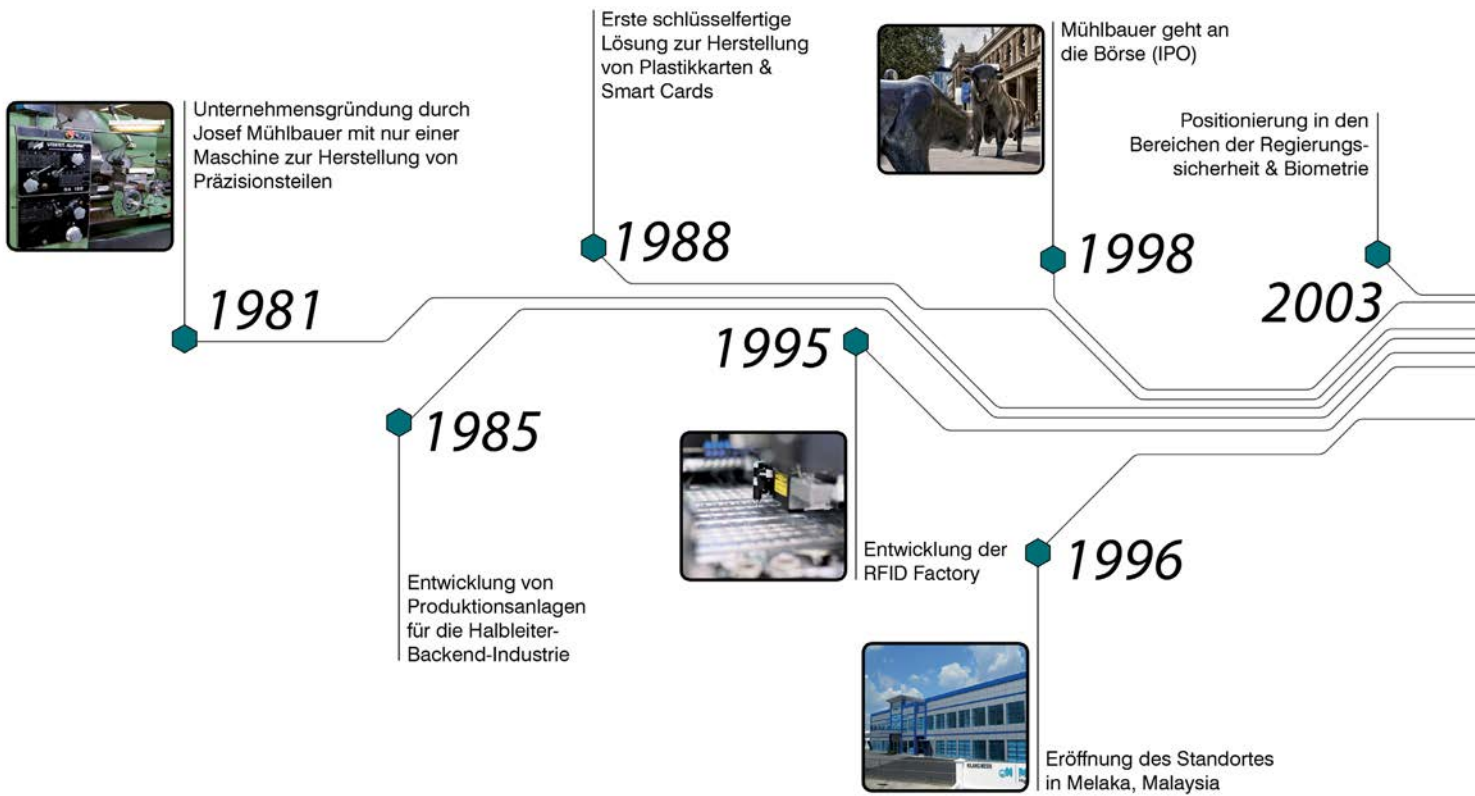 Unternehmensgründung durch
Josef Mühlbauer mit nur einer
Maschine zur Herstellung von
Präzisionsteilen
1981
1985
Entwicklung von
Produktionsanlagen
für die Halbleiter-
Backend-Industrie
Erste schlüsselfertige
Lösung zur Herstellung
von Plastikkarten &
Smart Cards
1988
1995
Entwicklung der
RFID Factory
1996
Eröffnung des Standortes
in Melaka, Malaysia
Mühlbauer geht an
die Börse (IPO)
1998
Positionierung in den
Bereichen der Regierungs-
sicherheit & Biometrie
2003